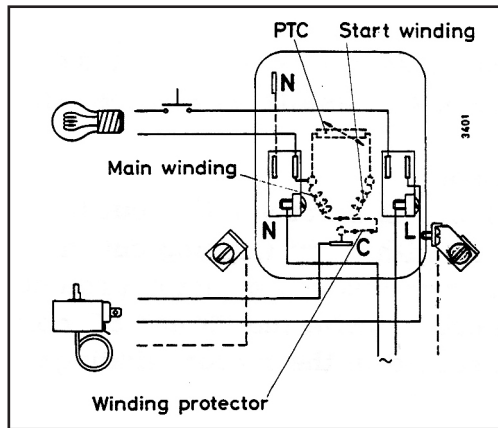 PTC Start winding
N
3401
Main winding
N
L
C
~
Winding protector